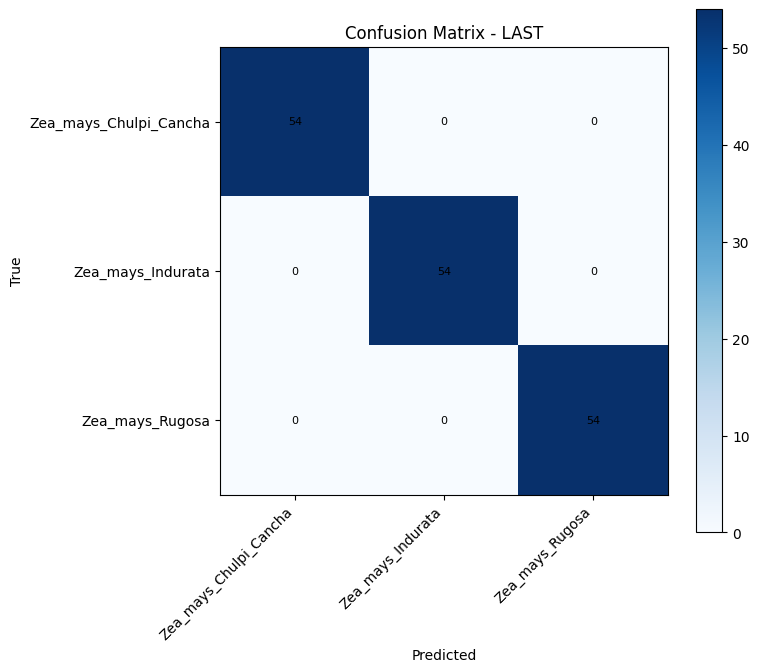 Confusion Matrix - LAST
True
Zea_mays_Chulpi_Cancha
54 0 0
Zea_mays_Indurata
0 54 0
Zea_mays_Rugosa
0 0 54
Zea_mays_Chulpi_Cancha
Zea_mays_Indurata
Zea_mays_Rugosa
Predicted
50
40
30
20
10
0